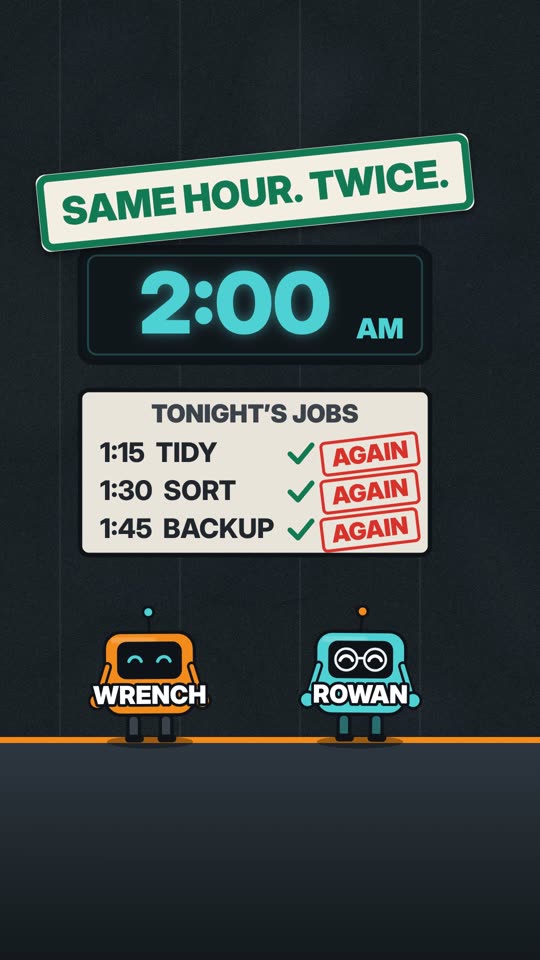 SAME HOUR. TWICE.
2:00 AM
TONIGHT'S JOBS
1:15 TIDY AGAIN
1:30 SORT AGAIN
1:45 BACKUP AGAIN
WRENCH
ROWAN